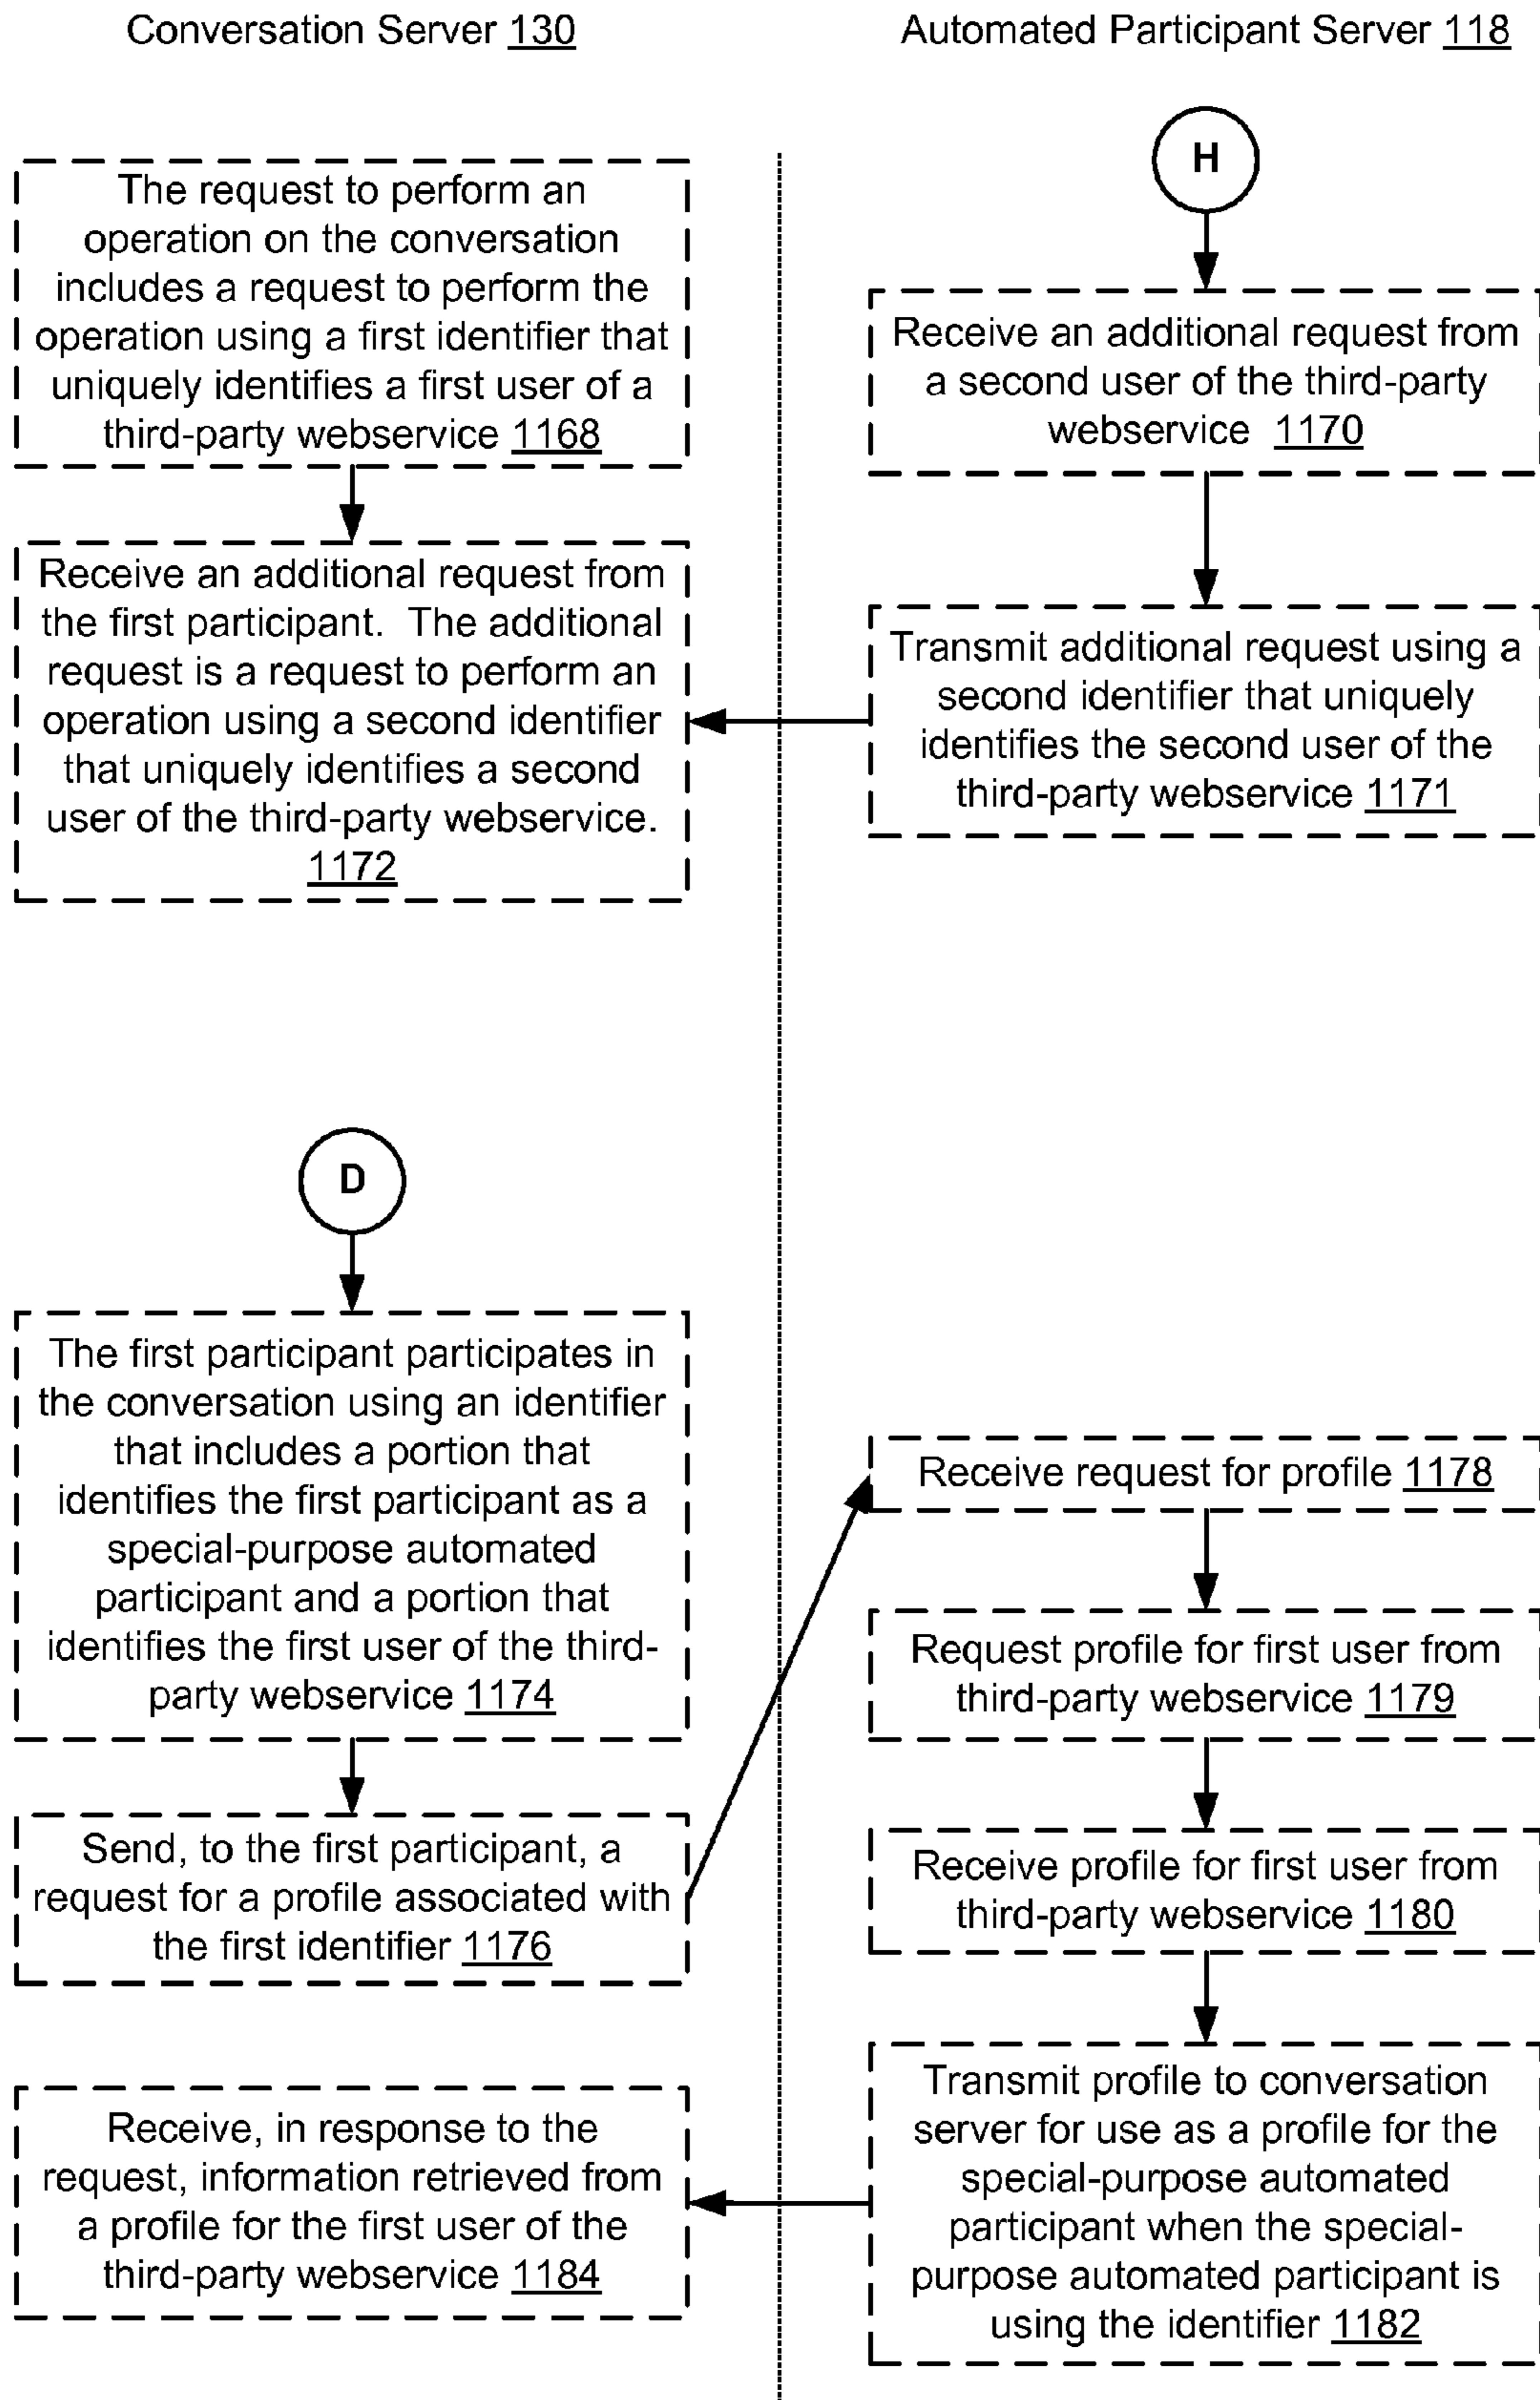 Conversation Server 130
Automated Participant Server 118
The request to perform an
operation on the conversation
includes a request to perform the
operation using a first identifier that
uniquely identifies a first user of a
third-party webservice 1168
Receive an additional request from
the first participant. The additional
request is a request to perform an
operation using a second identifier
that uniquely identifies a second
user of the third-party webservice.
1172
H
Receive an additional request from
a second user of the third-party
webservice 1170
Transmit additional request using a
second identifier that uniquely
identifies the second user of the
third-party webservice 1171
D
The first participant participates in
the conversation using an identifier
that includes a portion that
identifies the first participant as a
special-purpose automated
participant and a portion that
identifies the first user of the third-
party webservice 1174
Send, to the first participant, a
request for a profile associated with
the first identifier 1176
Receive request for profile 1178
Request profile for first user from
third-party webservice 1179
Receive profile for first user from
third-party webservice 1180
Transmit profile to conversation
server for use as a profile for the
special-purpose automated
participant when the special-
purpose automated participant is
using the identifier 1182
Receive, in response to the
request, information retrieved from
a profile for the first user of the
third-party webservice 1184